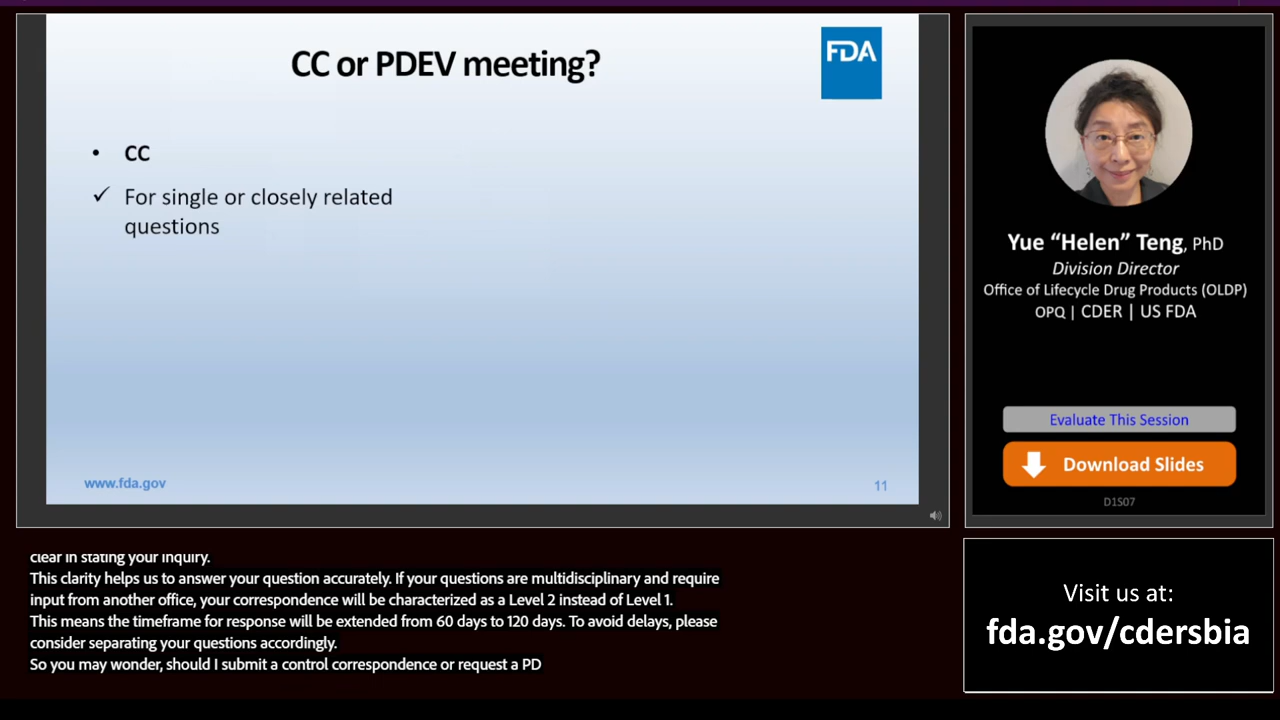 CC or PDEV meeting?
FDA
• CC
✓ For single or closely related
questions
www.fda.gov
11
Yue “Helen” Teng, PhD
Division Director
Office of Lifecycle Drug Products (OLDP)
OPQ | CDER | US FDA
Evaluate This Session
Download Slides
D1S07
clear in stating your inquiry.
This clarity helps us to answer your question accurately. If your questions are multidisciplinary and require
input from another office, your correspondence will be characterized as a Level 2 instead of Level 1.
This means the timeframe for response will be extended from 60 days to 120 days. To avoid delays, please
consider separating your questions accordingly.
So you may wonder, should I submit a control correspondence or request a PD
Visit us at:
fda.gov/cdersbia